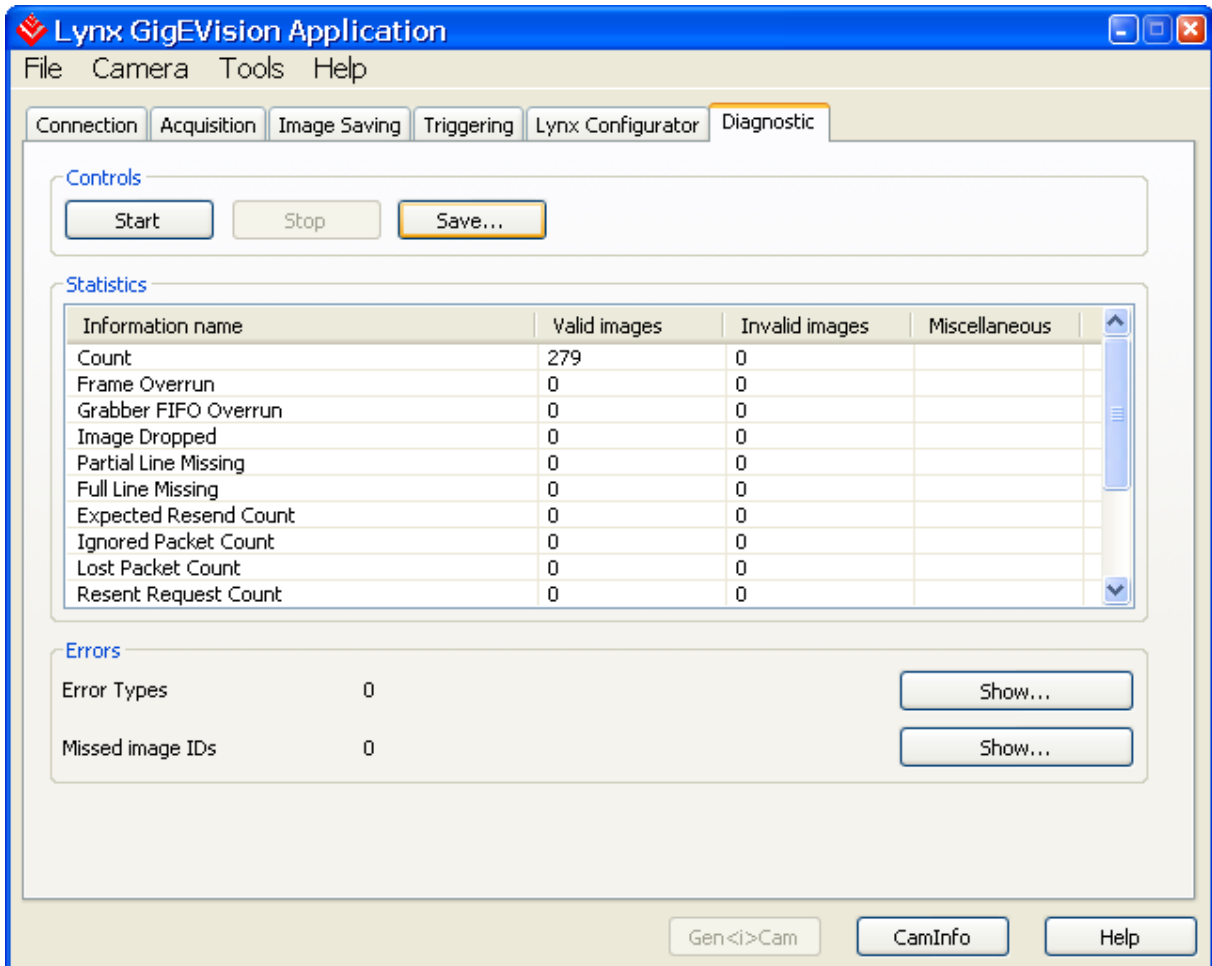 Lynx GigEVision Application
File Camera Tools Help
Connection Acquisition Image Saving Triggering Lynx Configurator Diagnostic
Controls
Start Stop Save...
Statistics
Information name Valid images Invalid images Miscellaneous
Count 279 0
Frame Overrun 0 0
Grabber FIFO Overrun 0 0
Image Dropped 0 0
Partial Line Missing 0 0
Full Line Missing 0 0
Expected Resend Count 0 0
Ignored Packet Count 0 0
Lost Packet Count 0 0
Resent Request Count 0 0
Errors
Error Types 0 Show...
Missed image IDs 0 Show...
Gen<i>Cam CamInfo Help